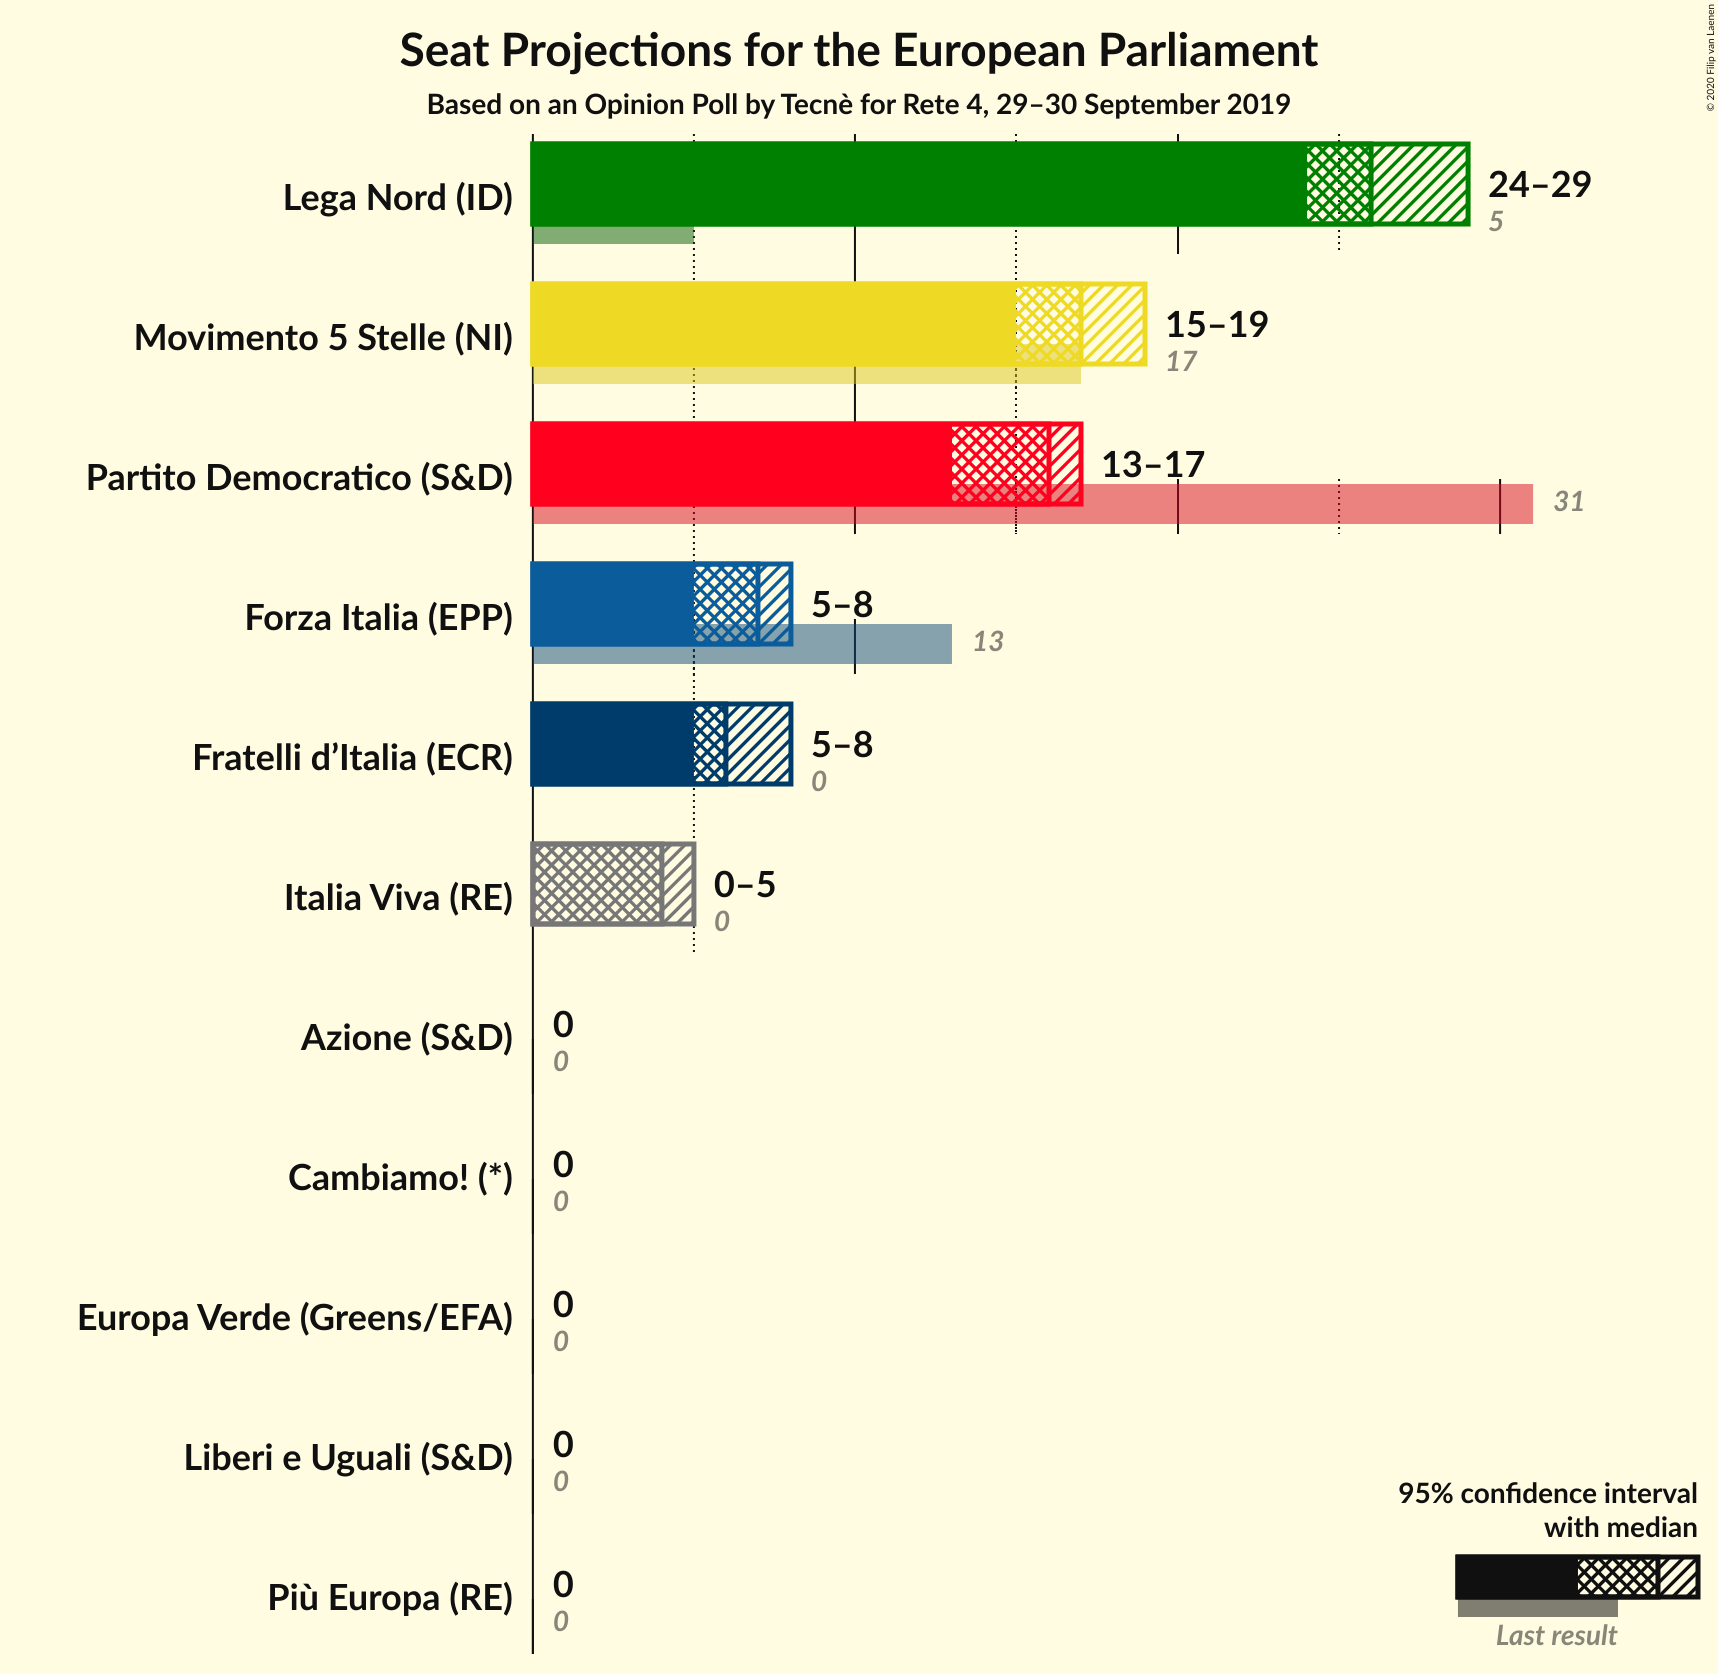 Seat Projections for the European Parliament
Based on an Opinion Poll by Tecnè for Rete 4, 29–30 September 2019
© 2020 Filip van Laenen
Lega Nord (ID)
24–29
5
Movimento 5 Stelle (NI)
15–19
17
Partito Democratico (S&D)
13–17
31
Forza Italia (EPP)
5–8
13
Fratelli d’Italia (ECR)
5–8
0
Italia Viva (RE)
0–5
0
Azione (S&D)
0
0
Cambiamo! (*)
0
0
Europa Verde (Greens/EFA)
0
0
Liberi e Uguali (S&D)
0
0
Più Europa (RE)
0
0
95% confidence interval
with median
Last result